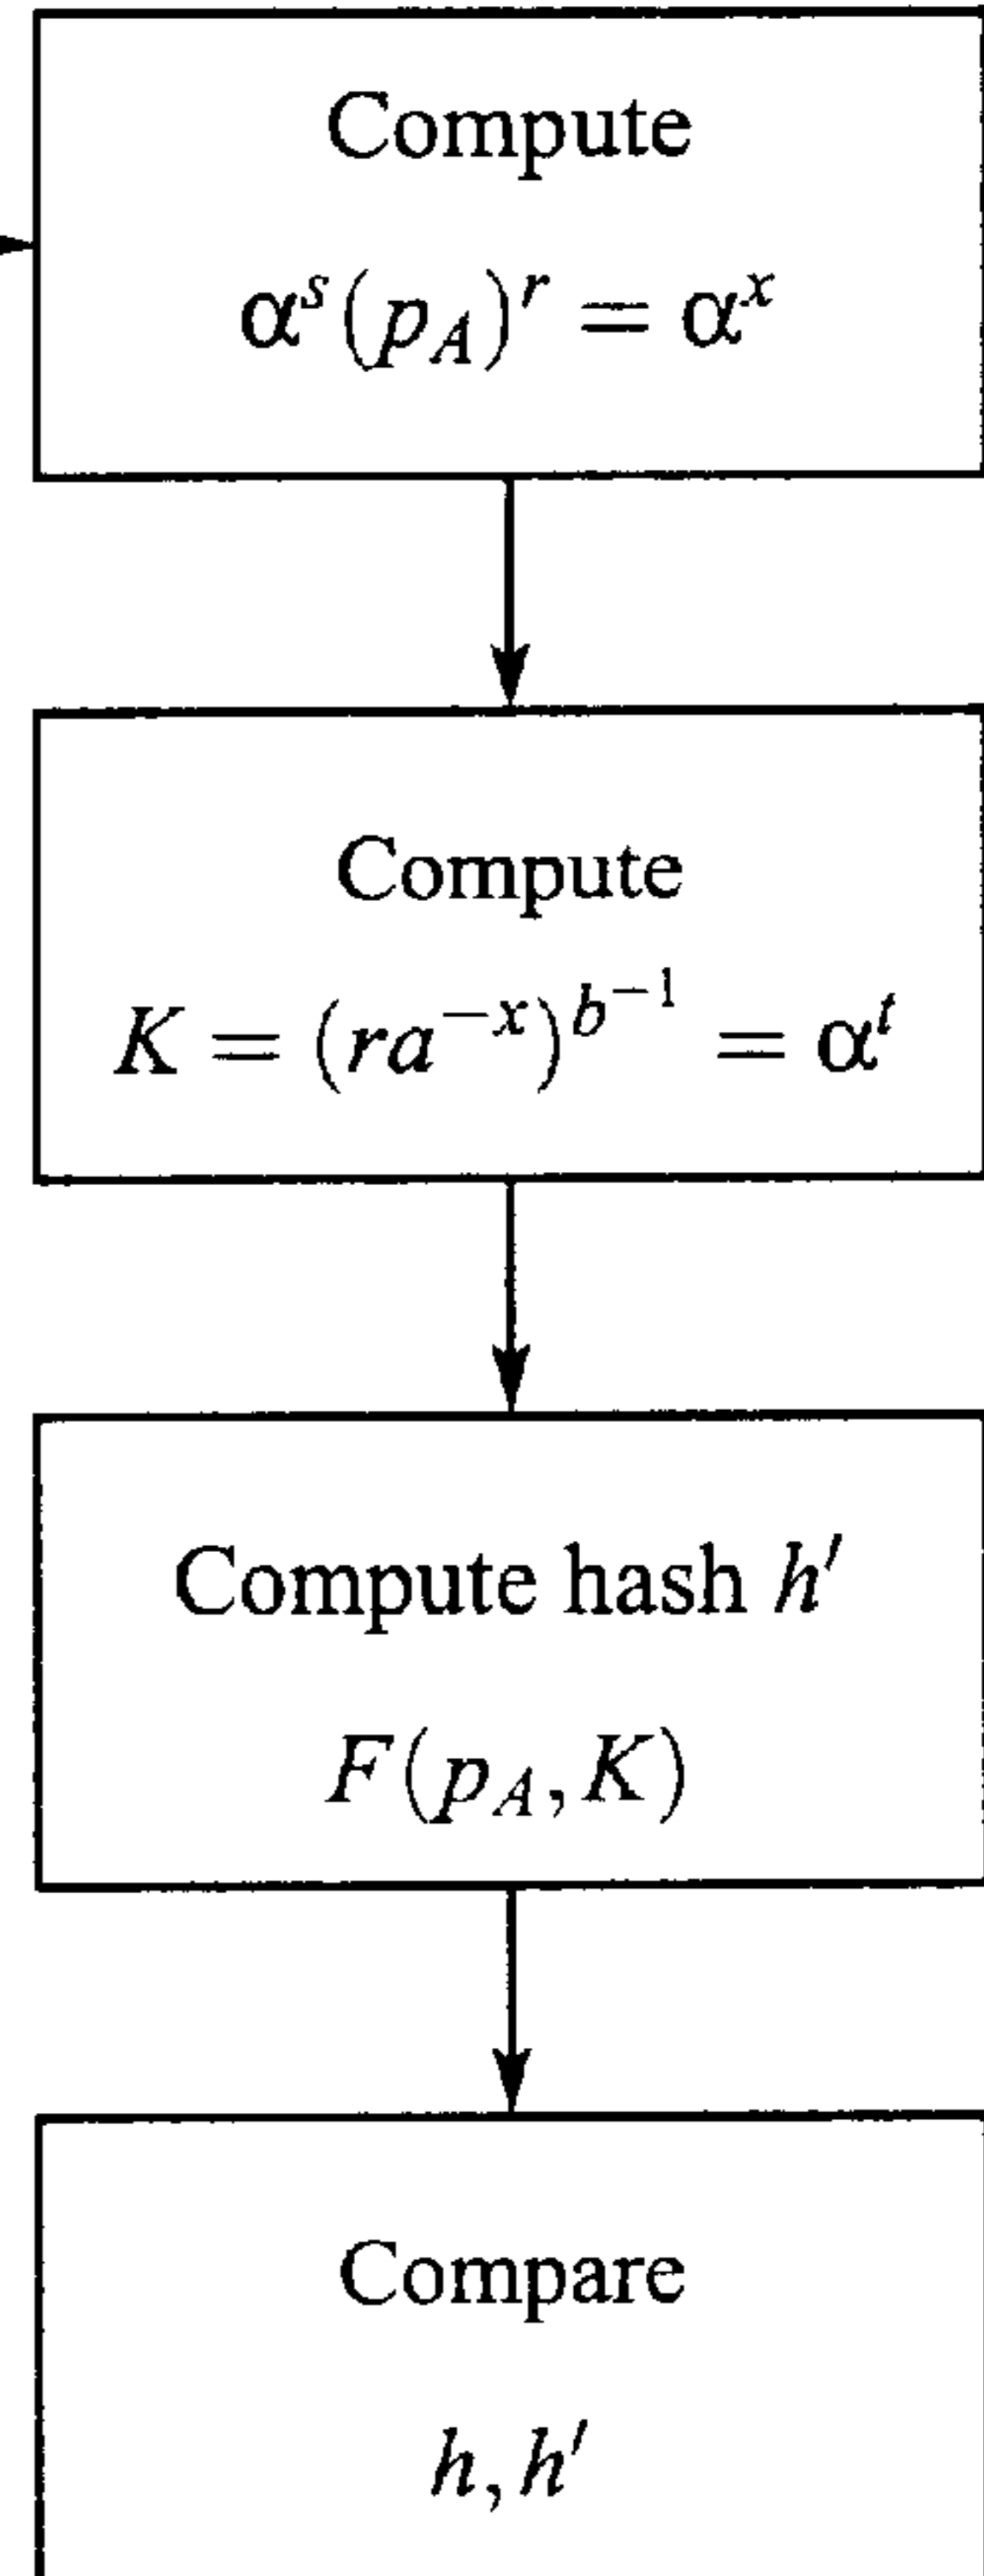 Compute
α^s(p_A)^r = α^x
Compute
K = (ra^{-x})^{b^{-1}} = α^t
Compute hash h′
F(p_A, K)
Compare
h, h′